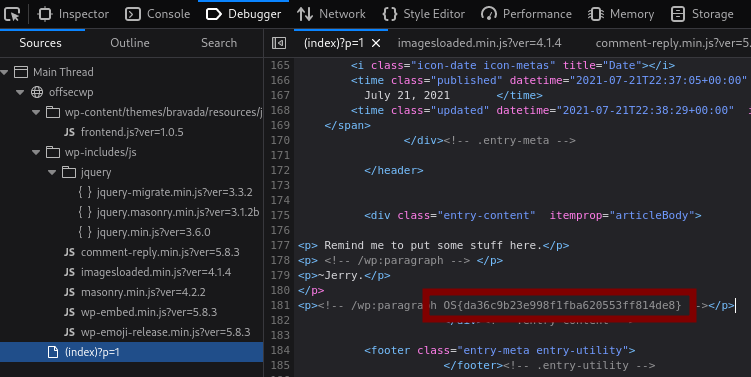 Inspector Console Debugger Network Style Editor Performance Memory Storage
Sources Outline Search
(index)?p=1 imagesloaded.min.js?ver=4.1.4 comment-reply.min.js?ver=5.
Main Thread
offsecwp
wp-content/themes/bravada/resources/j
JS frontend.js?ver=1.0.5
wp-includes/js
jquery
{ } jquery-migrate.min.js?ver=3.3.2
{ } jquery.masonry.min.js?ver=3.1.2b
{ } jquery.min.js?ver=3.6.0
JS comment-reply.min.js?ver=5.8.3
JS imagesloaded.min.js?ver=4.1.4
JS masonry.min.js?ver=4.2.2
JS wp-embed.min.js?ver=5.8.3
JS wp-emoji-release.min.js?ver=5.8.3
(index)?p=1
165 <i class="icon-date icon-metas" title="Date"></i>
166 <time class="published" datetime="2021-07-21T22:37:05+00:00"
167 July 21, 2021 </time>
168 <time class="updated" datetime="2021-07-21T22:38:29+00:00" i
169 </span>
170 </div><!-- .entry-meta -->
171
172 </header>
173
174
175 <div class="entry-content" itemprop="articleBody">
176
177 <p> Remind me to put some stuff here.</p>
178 <p> <!-- /wp:paragraph --> </p>
179 <p>~Jerry.</p>
180 </p>
181 <p><!-- /wp:paragraph OS{da36c9b23e998f1fba620553ff814de8} --></p>
182
183
184 <footer class="entry-meta entry-utility">
185 </footer><!-- .entry-utility -->